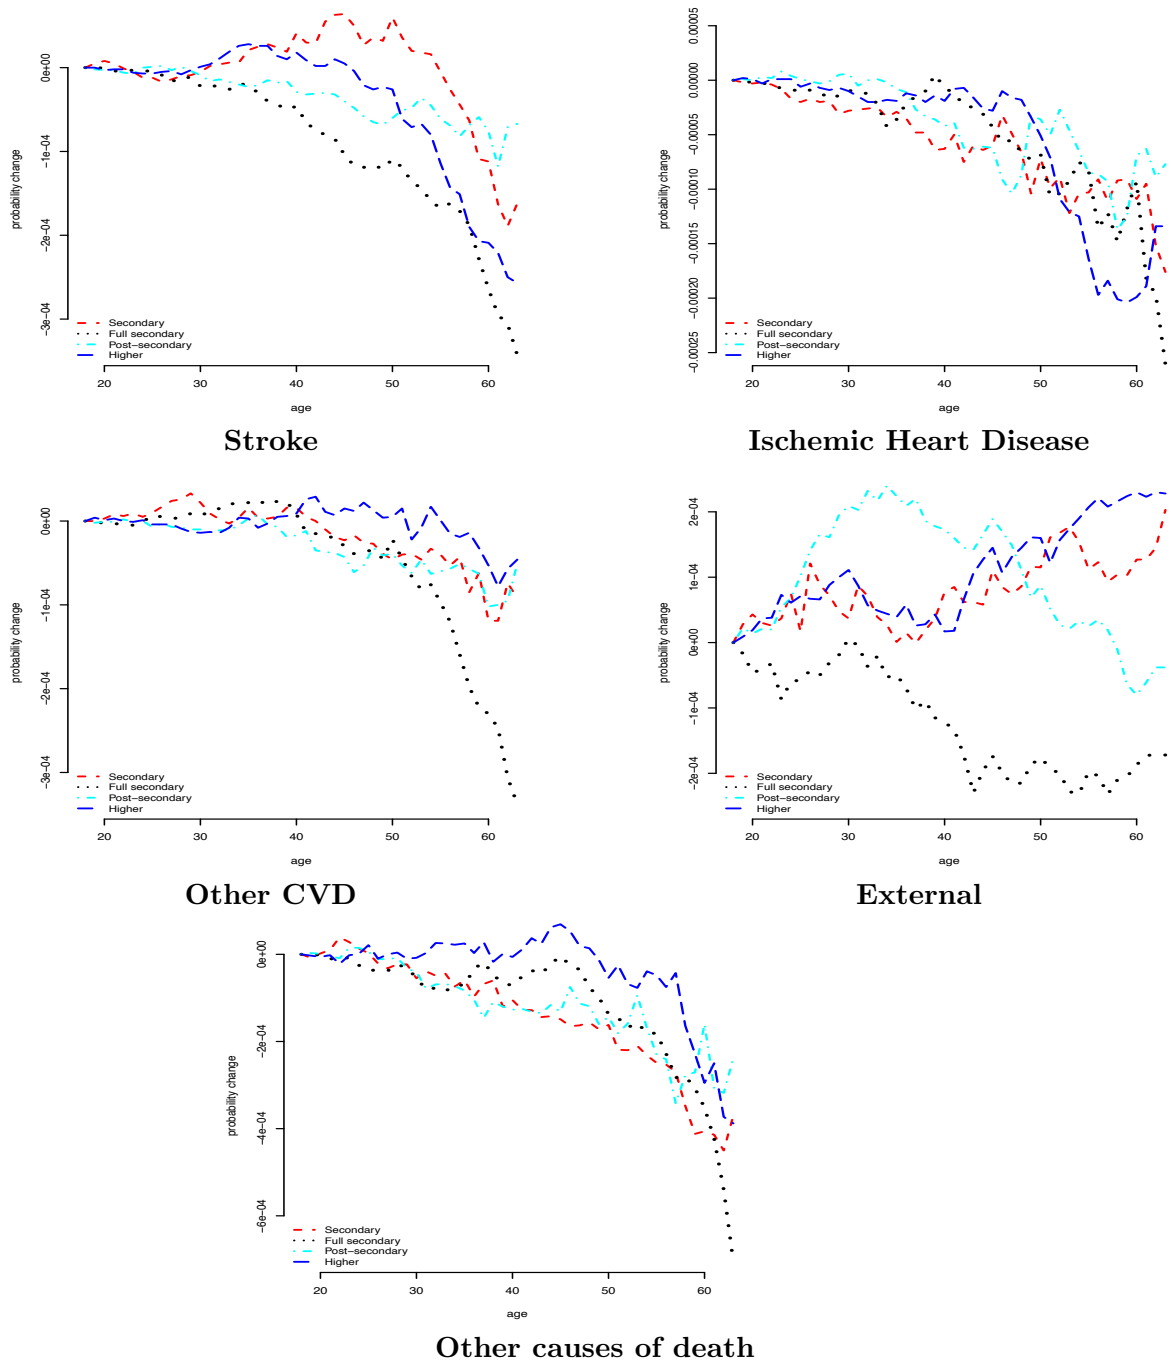 0e+00
−1e−04
−2e−04
−3e−04
probability change
Secondary
Full secondary
Post−secondary
Higher
20 30 40 50 60
age
Stroke
0.00005
0.00000
−0.00005
−0.00010
−0.00015
−0.00020
−0.00025
probability change
Secondary
Full secondary
Post−secondary
Higher
20 30 40 50 60
age
Ischemic Heart Disease
0e+00
−1e−04
−2e−04
−3e−04
probability change
Secondary
Full secondary
Post−secondary
Higher
20 30 40 50 60
age
Other CVD
2e−04
1e−04
0e+00
−1e−04
−2e−04
probability change
Secondary
Full secondary
Post−secondary
Higher
20 30 40 50 60
age
External
0e+00
−2e−04
−4e−04
−6e−04
probability change
Secondary
Full secondary
Post−secondary
Higher
20 30 40 50 60
age
Other causes of death